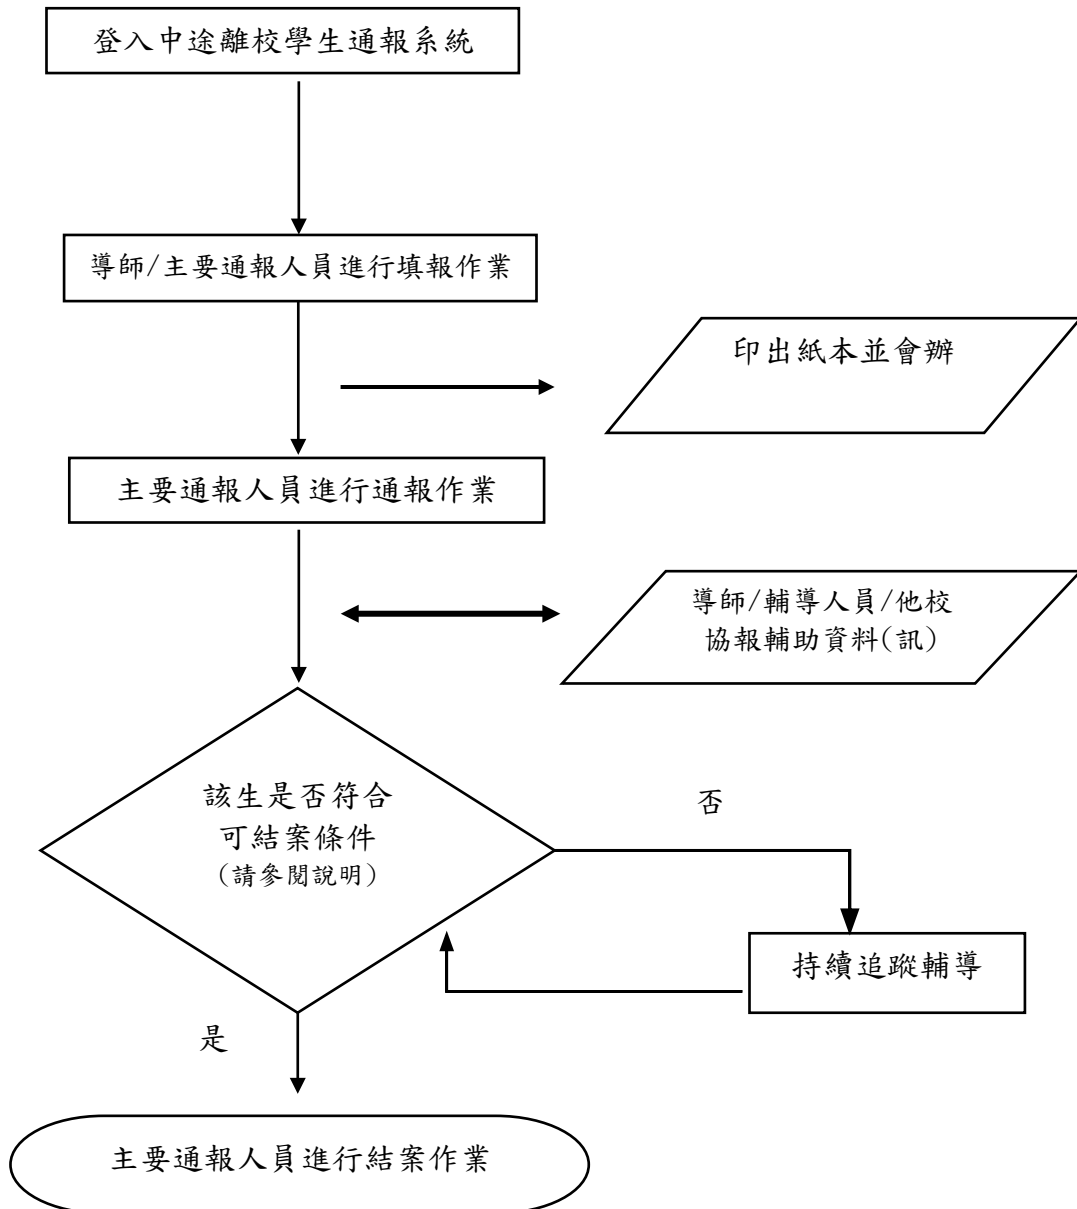 登入中途離校學生通報系統
導師/主要通報人員進行填報作業
印出紙本並會辦
主要通報人員進行通報作業
導師/輔導人員/他校
協報輔助資料(訊)
該生是否符合
可結案條件
(請參閱說明)
否
持續追蹤輔導
是
主要通報人員進行結案作業